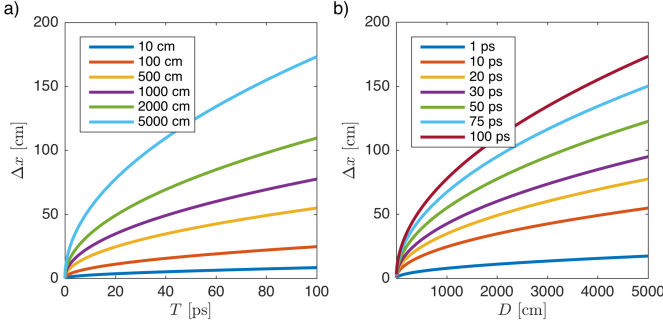 a)
200
150
100
50
0
Δx [cm]
10 cm
100 cm
500 cm
1000 cm
2000 cm
5000 cm
0 20 40 60 80 100
T [ps]
b)
200
150
100
50
0
Δx [cm]
1 ps
10 ps
20 ps
30 ps
50 ps
75 ps
100 ps
1000 2000 3000 4000 5000
D [cm]